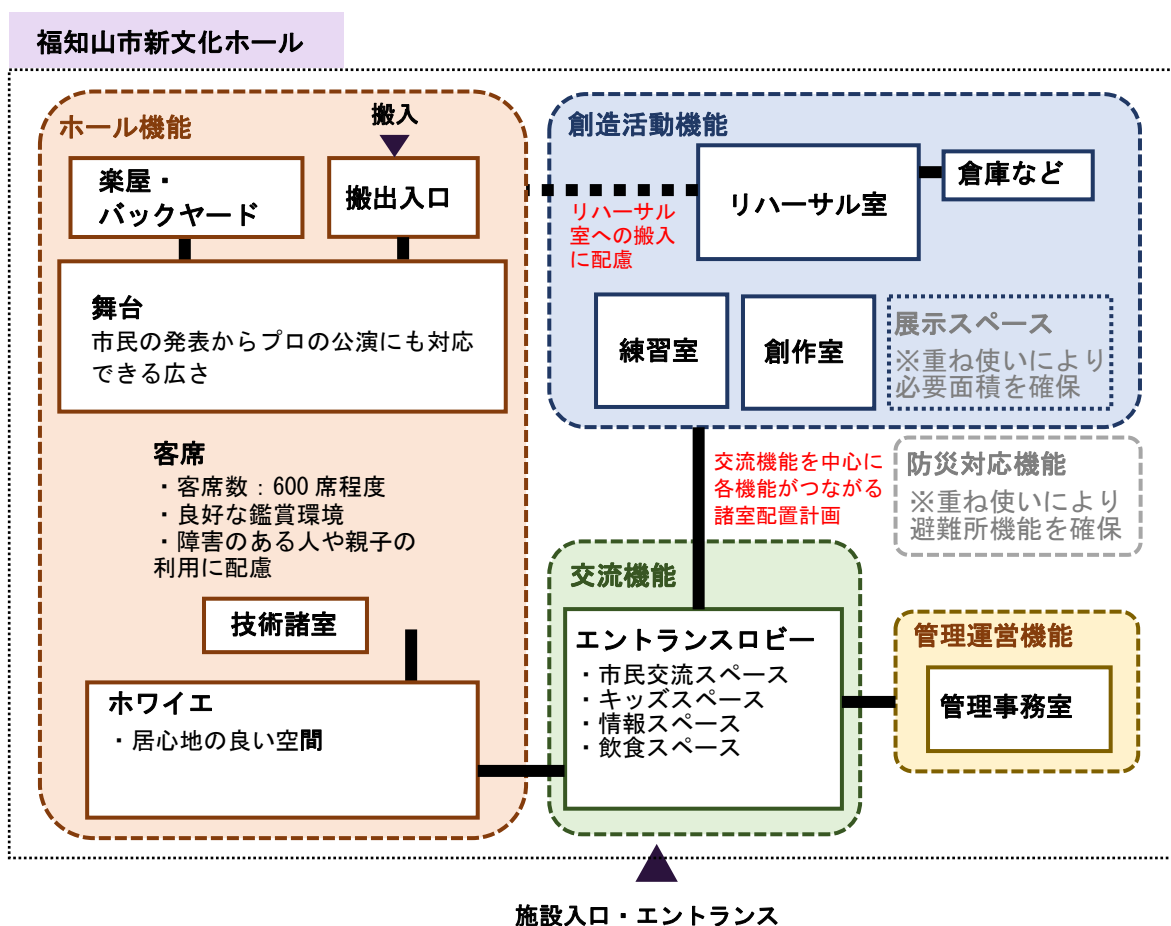 福知山市新文化ホール
ホール機能
搬入
楽屋・
バックヤード
搬出入口
舞台
市民の発表からプロの公演にも対応
できる広さ
客席
・客席数：600 席程度
・良好な鑑賞環境
・障害のある人や親子の
利用に配慮
技術諸室
ホワイエ
・居心地の良い空間
創造活動機能
リハーサル室
倉庫など
リハーサル
室への搬入
に配慮
練習室
創作室
展示スペース
※重ね使いにより
必要面積を確保
交流機能を中心に
各機能がつながる
諸室配置計画
防災対応機能
※重ね使いにより
避難所機能を確保
交流機能
エントランスロビー
・市民交流スペース
・キッズスペース
・情報スペース
・飲食スペース
管理運営機能
管理事務室
施設入口・エントランス